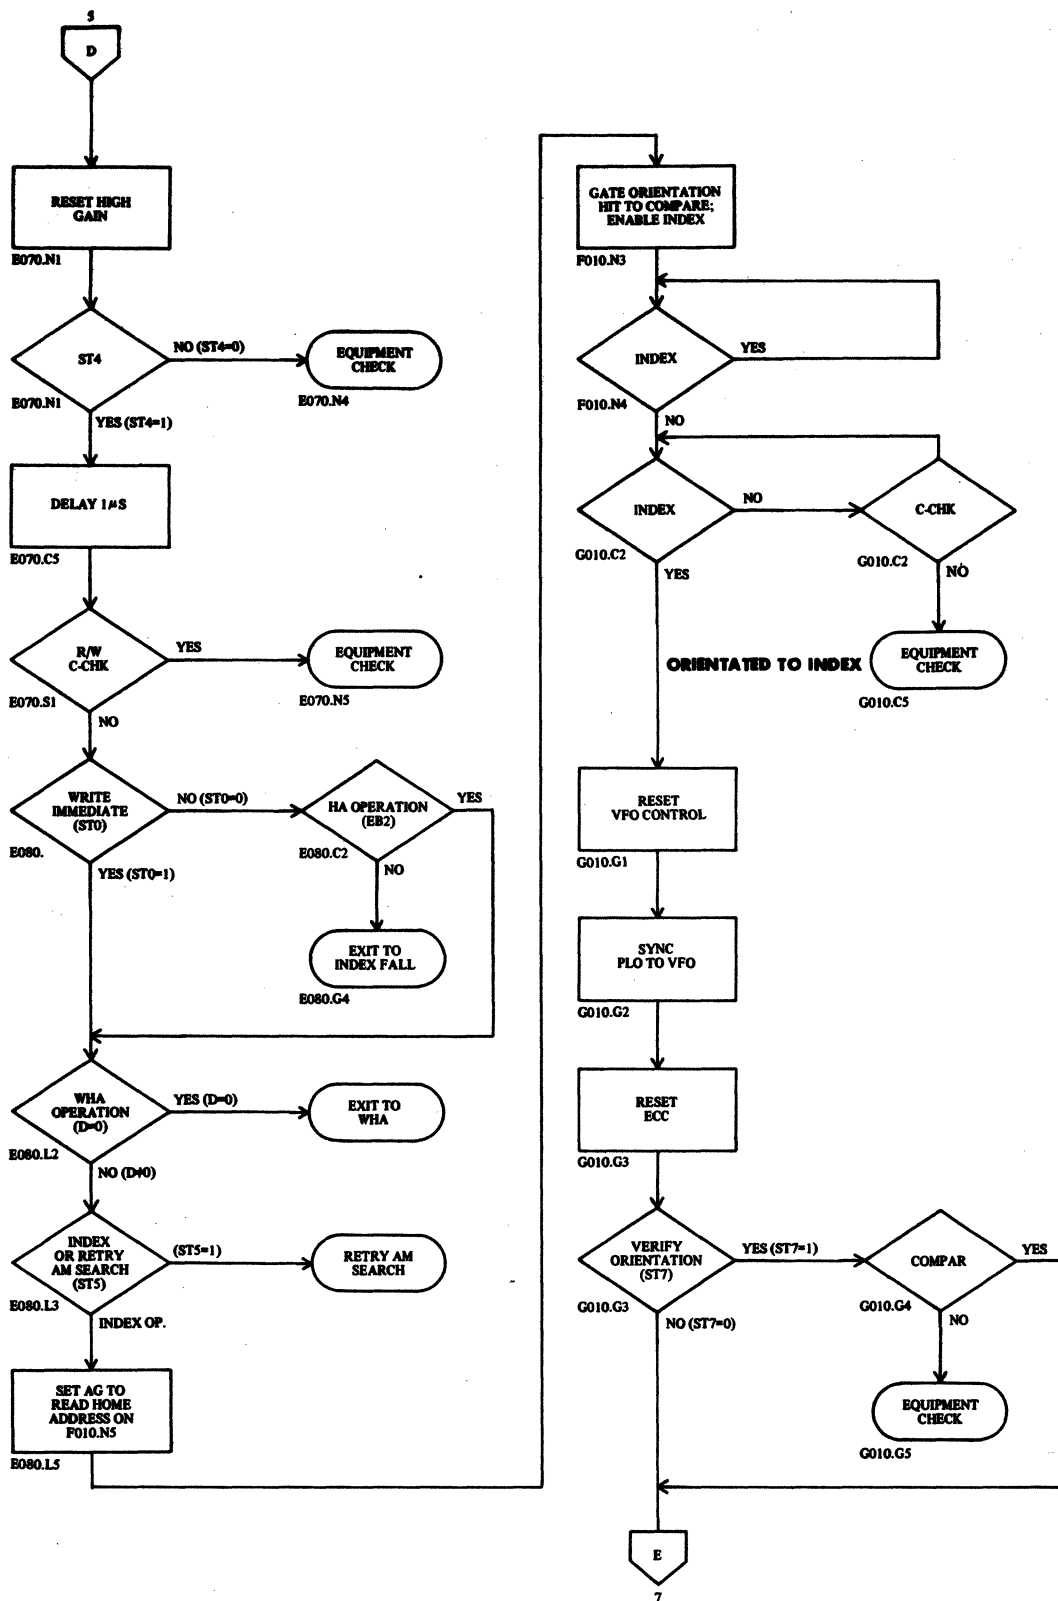 5
D
RESET HIGH
GAIN
E070.N1
ST4
NO (ST4=0)
EQUIPMENT
CHECK
E070.N4
E070.N1
YES (ST4=1)
DELAY 1μS
E070.C5
R/W
C-CHK
YES
EQUIPMENT
CHECK
E070.N5
E070.S1
NO
WRITE
IMMEDIATE
(ST0)
NO (ST0=0)
HA OPERATION
(EB2)
YES
E080.
E080.C2
YES (ST0=1)
NO
EXIT TO
INDEX FALL
E080.G4
WHA
OPERATION
(D=0)
YES (D=0)
EXIT TO
WHA
E080.L2
NO (D≠0)
INDEX
OR RETRY
AM SEARCH
(ST5)
(ST5=1)
RETRY AM
SEARCH
E080.L3
INDEX OP.
SET AG TO
READ HOME
ADDRESS ON
F010.N5
E080.L5
GATE ORIENTATION
HIT TO COMPARE;
ENABLE INDEX
F010.N3
INDEX
YES
F010.N4
NO
INDEX
NO
C-CHK
G010.C2
G010.C2
YES
NO
ORIENTATED TO INDEX
EQUIPMENT
CHECK
G010.C5
RESET
VFO CONTROL
G010.G1
SYNC
PLO TO VFO
G010.G2
RESET
ECC
G010.G3
VERIFY
ORIENTATION
(ST7)
YES (ST7=1)
COMPAR
YES
G010.G3
G010.G4
NO (ST7=0)
NO
EQUIPMENT
CHECK
G010.G5
E
7